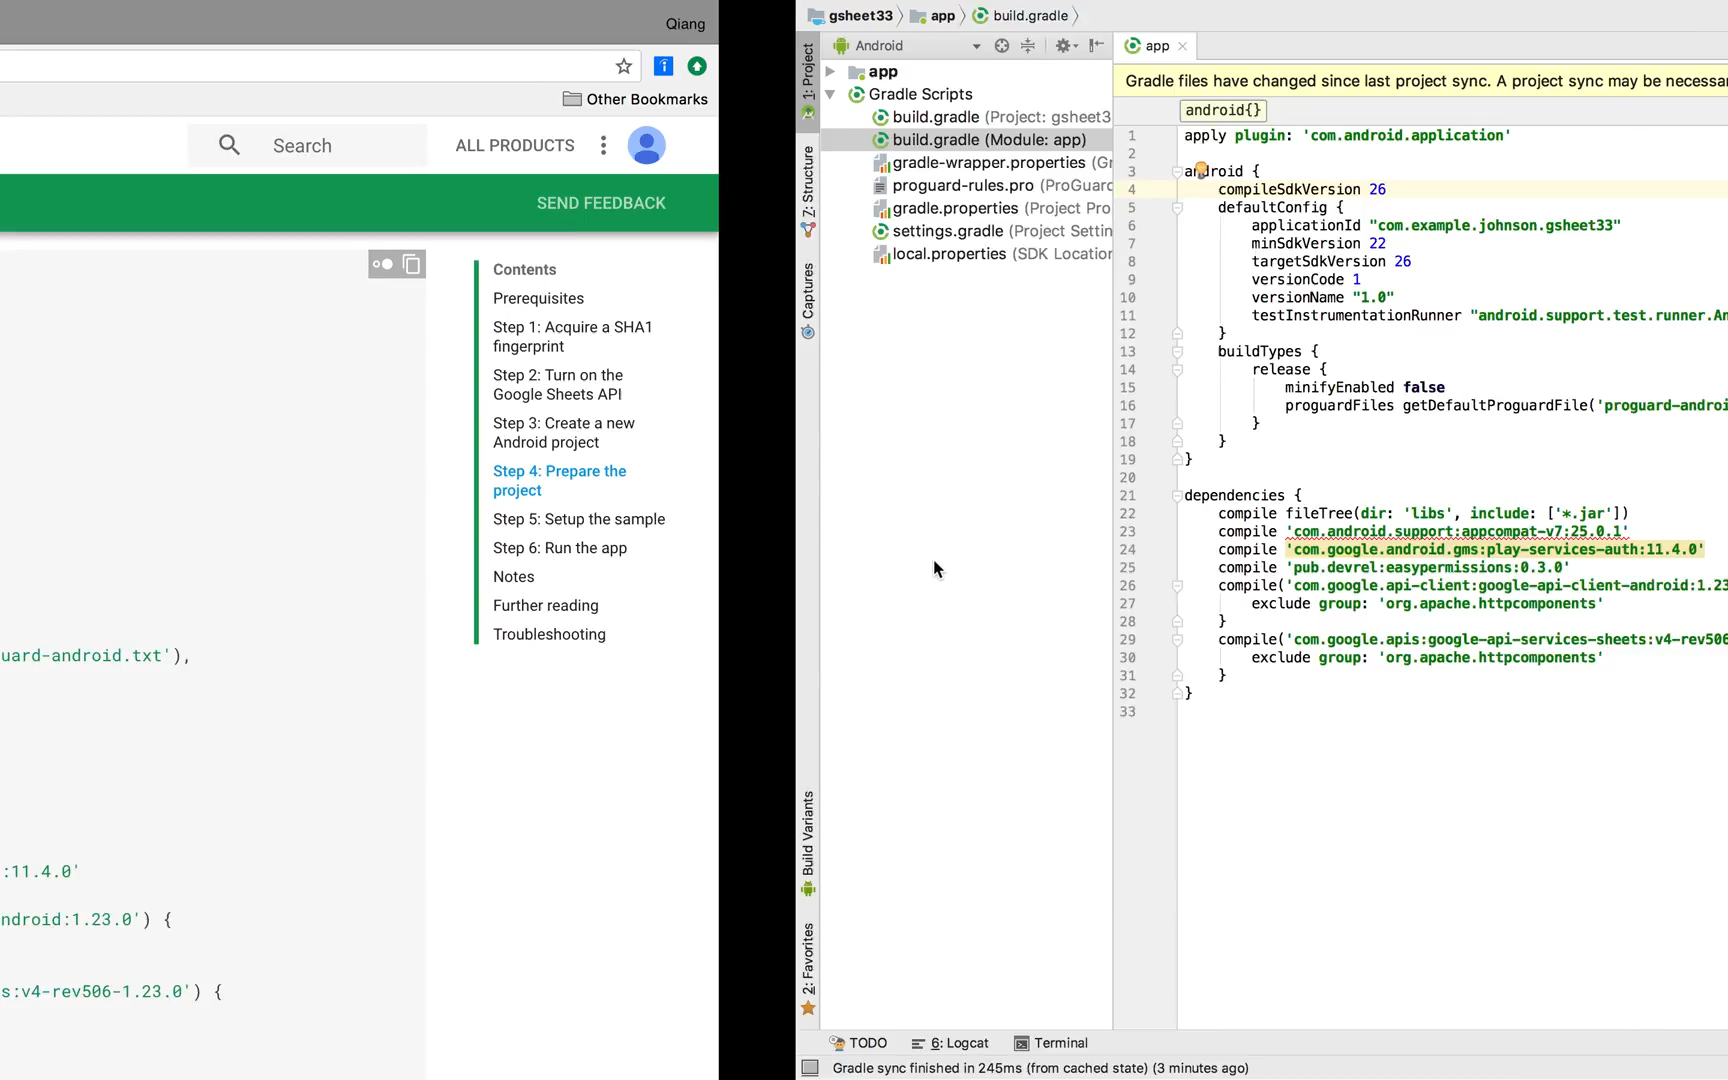 Qiang
Other Bookmarks
Search
ALL PRODUCTS
SEND FEEDBACK
Contents
Prerequisites
Step 1: Acquire a SHA1
fingerprint
Step 2: Turn on the
Google Sheets API
Step 3: Create a new
Android project
Step 4: Prepare the
project
Step 5: Setup the sample
Step 6: Run the app
Notes
Further reading
Troubleshooting
uard-android.txt'),
:11.4.0'
ndroid:1.23.0') {
s:v4-rev506-1.23.0') {
gsheet33
app
build.gradle
1: Project
Z: Structure
Captures
Build Variants
2: Favorites
Android
app
Gradle Scripts
build.gradle (Project: gsheet3
build.gradle (Module: app)
gradle-wrapper.properties (Gr
proguard-rules.pro (ProGuard
gradle.properties (Project Pro
settings.gradle (Project Settin
local.properties (SDK Location
app
Gradle files have changed since last project sync. A project sync may be necessa
android{}
1 apply plugin: 'com.android.application'
2
3 android {
4 compileSdkVersion 26
5 defaultConfig {
6 applicationId "com.example.johnson.gsheet33"
7 minSdkVersion 22
8 targetSdkVersion 26
9 versionCode 1
10 versionName "1.0"
11 testInstrumentationRunner "android.support.test.runner.An
12 }
13 buildTypes {
14 release {
15 minifyEnabled false
16 proguardFiles getDefaultProguardFile('proguard-androi
17 }
18 }
19 }
20
21 dependencies {
22 compile fileTree(dir: 'libs', include: ['*.jar'])
23 compile 'com.android.support:appcompat-v7:25.0.1'
24 compile 'com.google.android.gms:play-services-auth:11.4.0'
25 compile 'pub.devrel:easypermissions:0.3.0'
26 compile('com.google.api-client:google-api-client-android:1.23
27 exclude group: 'org.apache.httpcomponents'
28 }
29 compile('com.google.apis:google-api-services-sheets:v4-rev506
30 exclude group: 'org.apache.httpcomponents'
31 }
32 }
33
TODO
6: Logcat
Terminal
Gradle sync finished in 245ms (from cached state) (3 minutes ago)